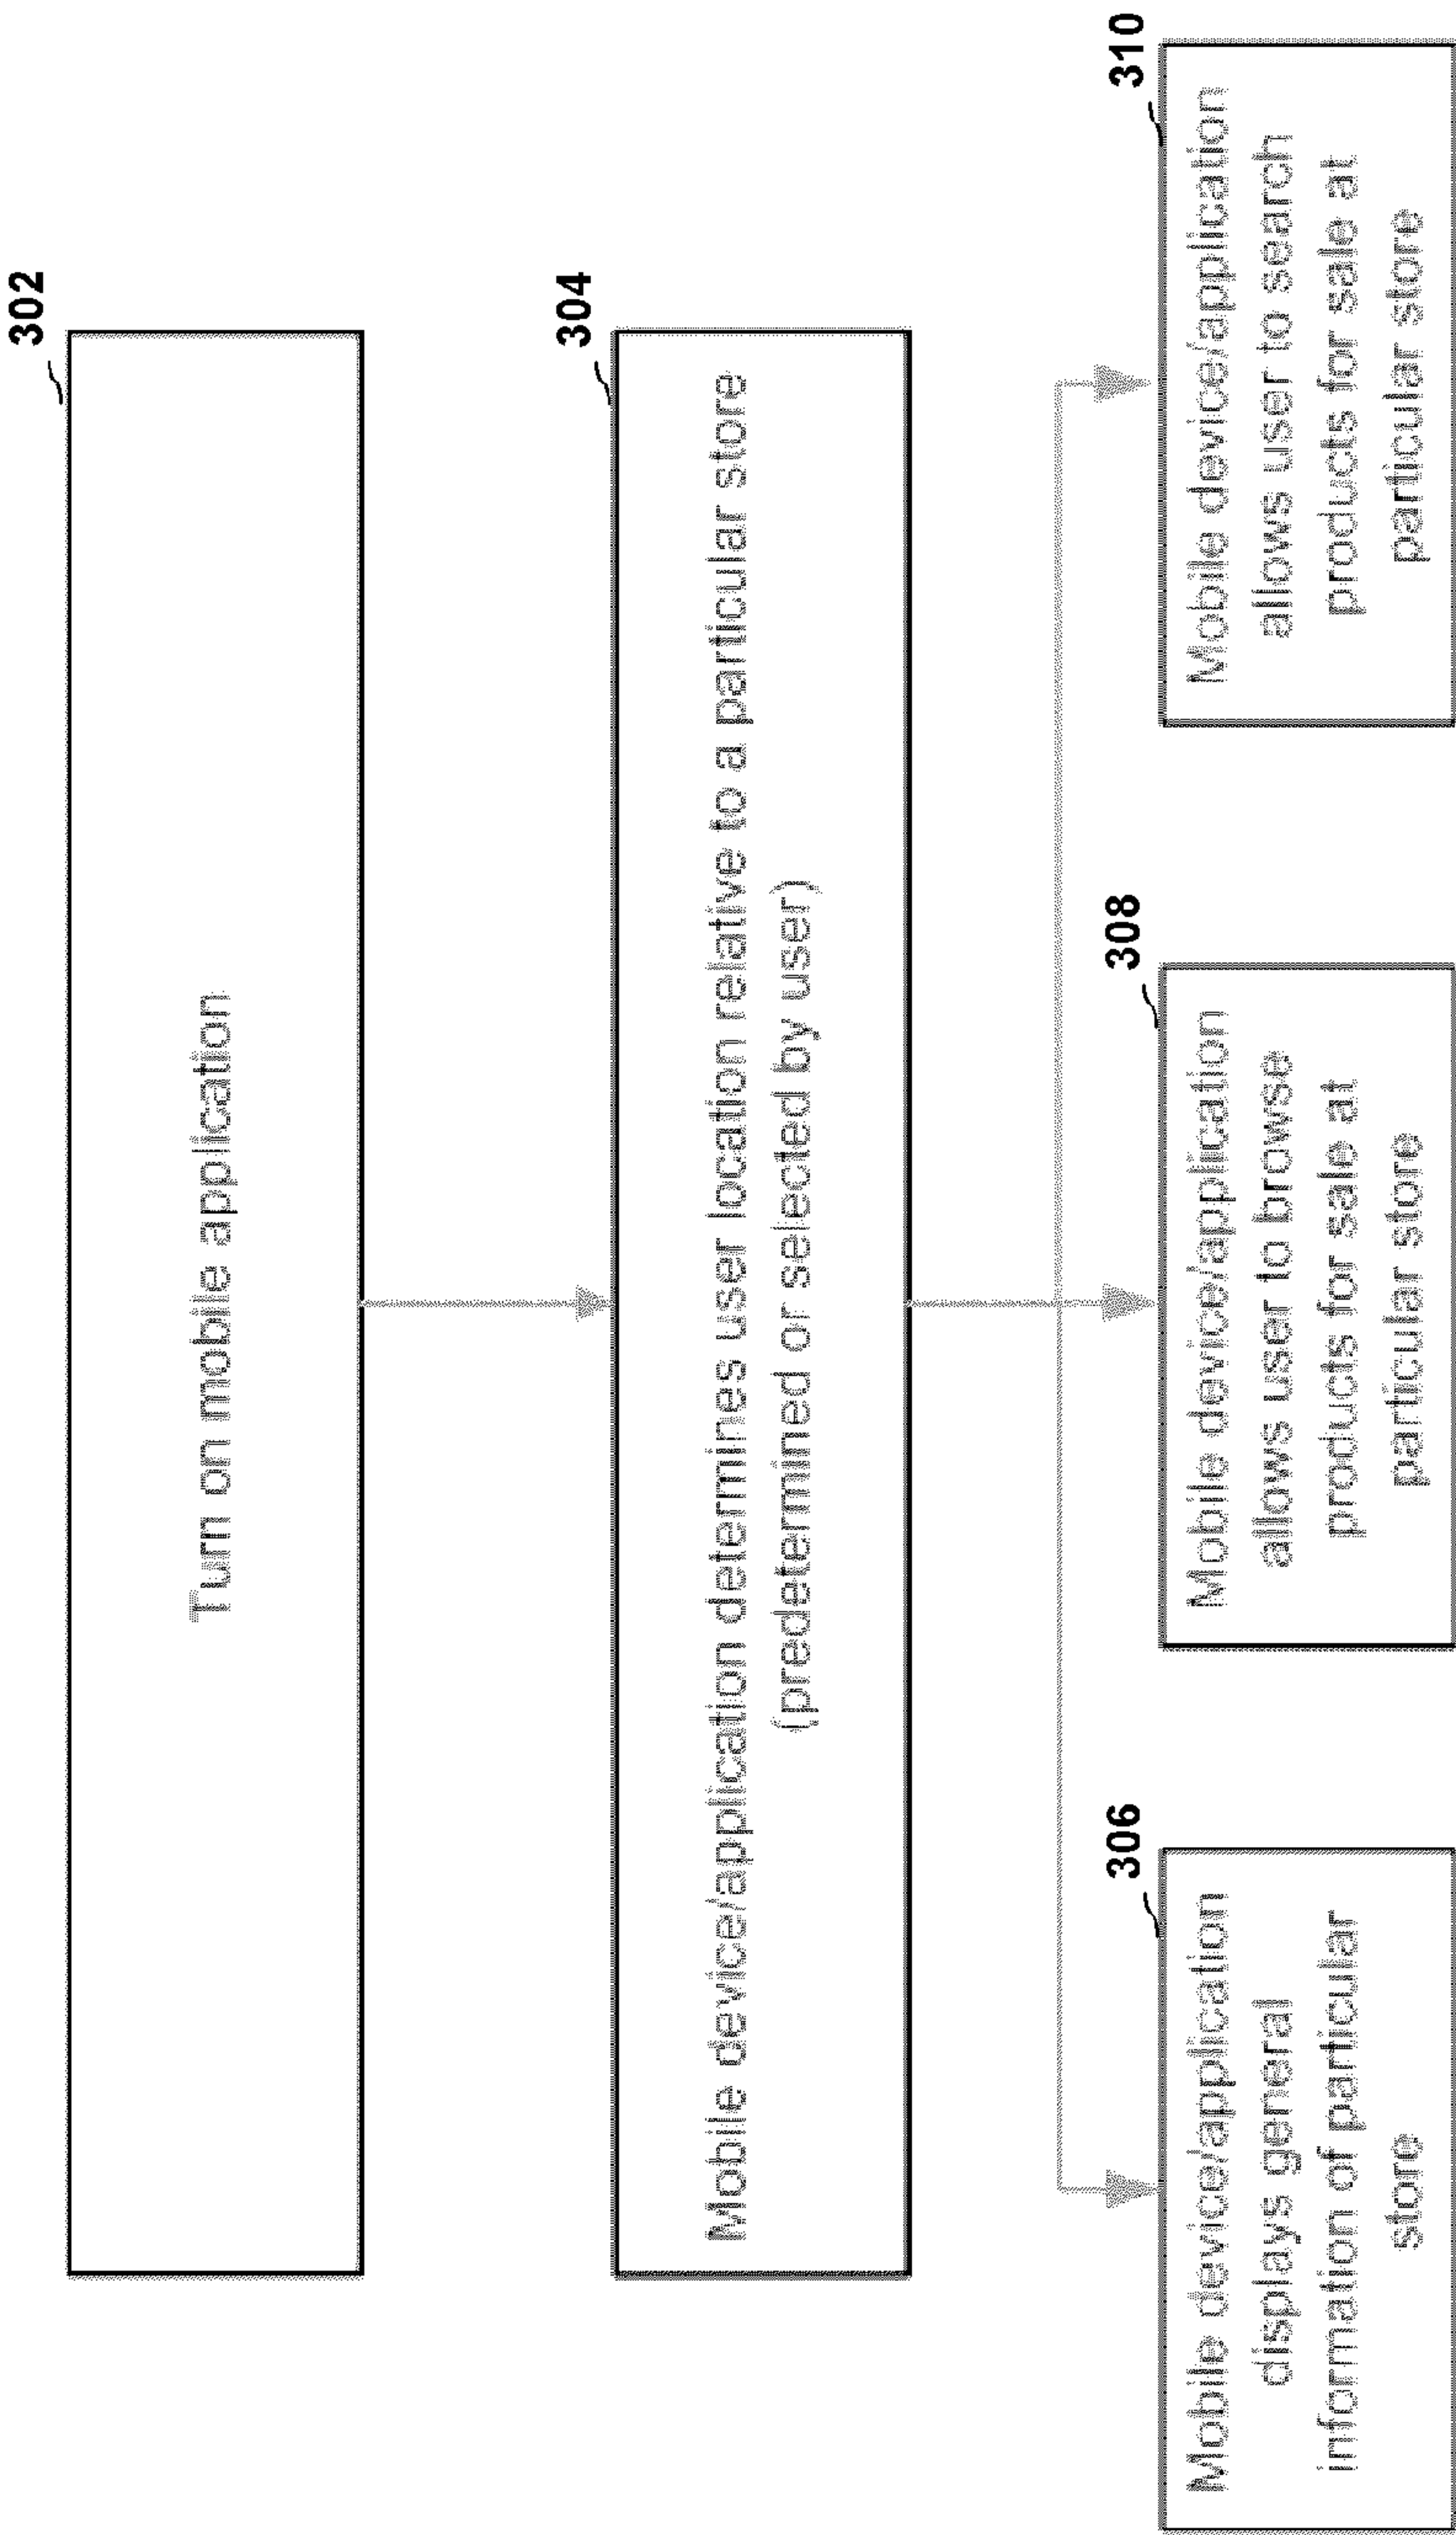 302
Turn on mobile application
304
Mobile device/application determines user location relative to a particular store
(predetermined or selected by user)
306
Mobile device/application
displays general
information of particular
store
308
Mobile device/application
allows user to browse
products for sale at
particular store
310
Mobile device/application
allows user to search
products for sale at
particular store